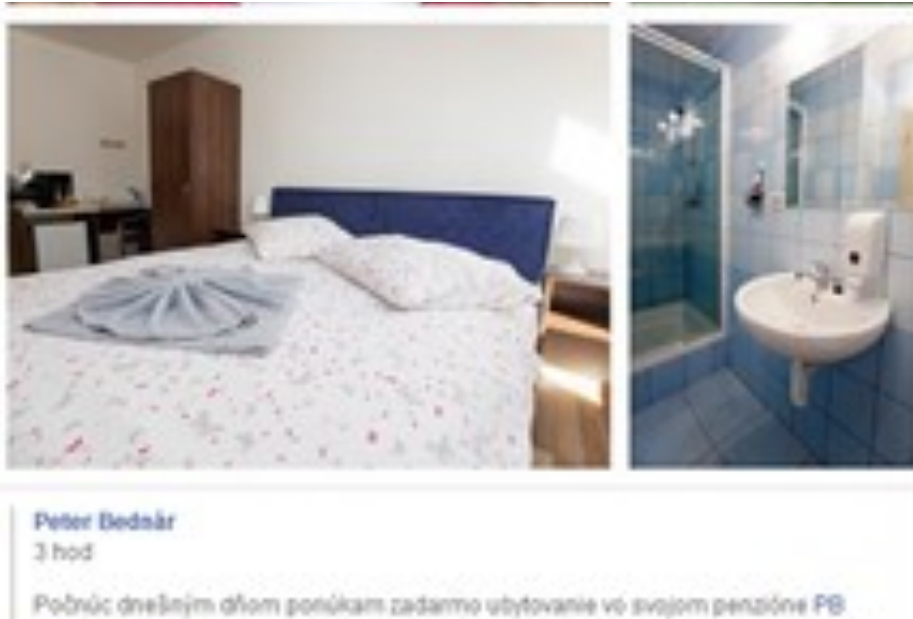 Peter Bednár
3 hod
Počnúc dnešným dňom ponúkam zadarmo ubytovanie vo svojom penzióne PB